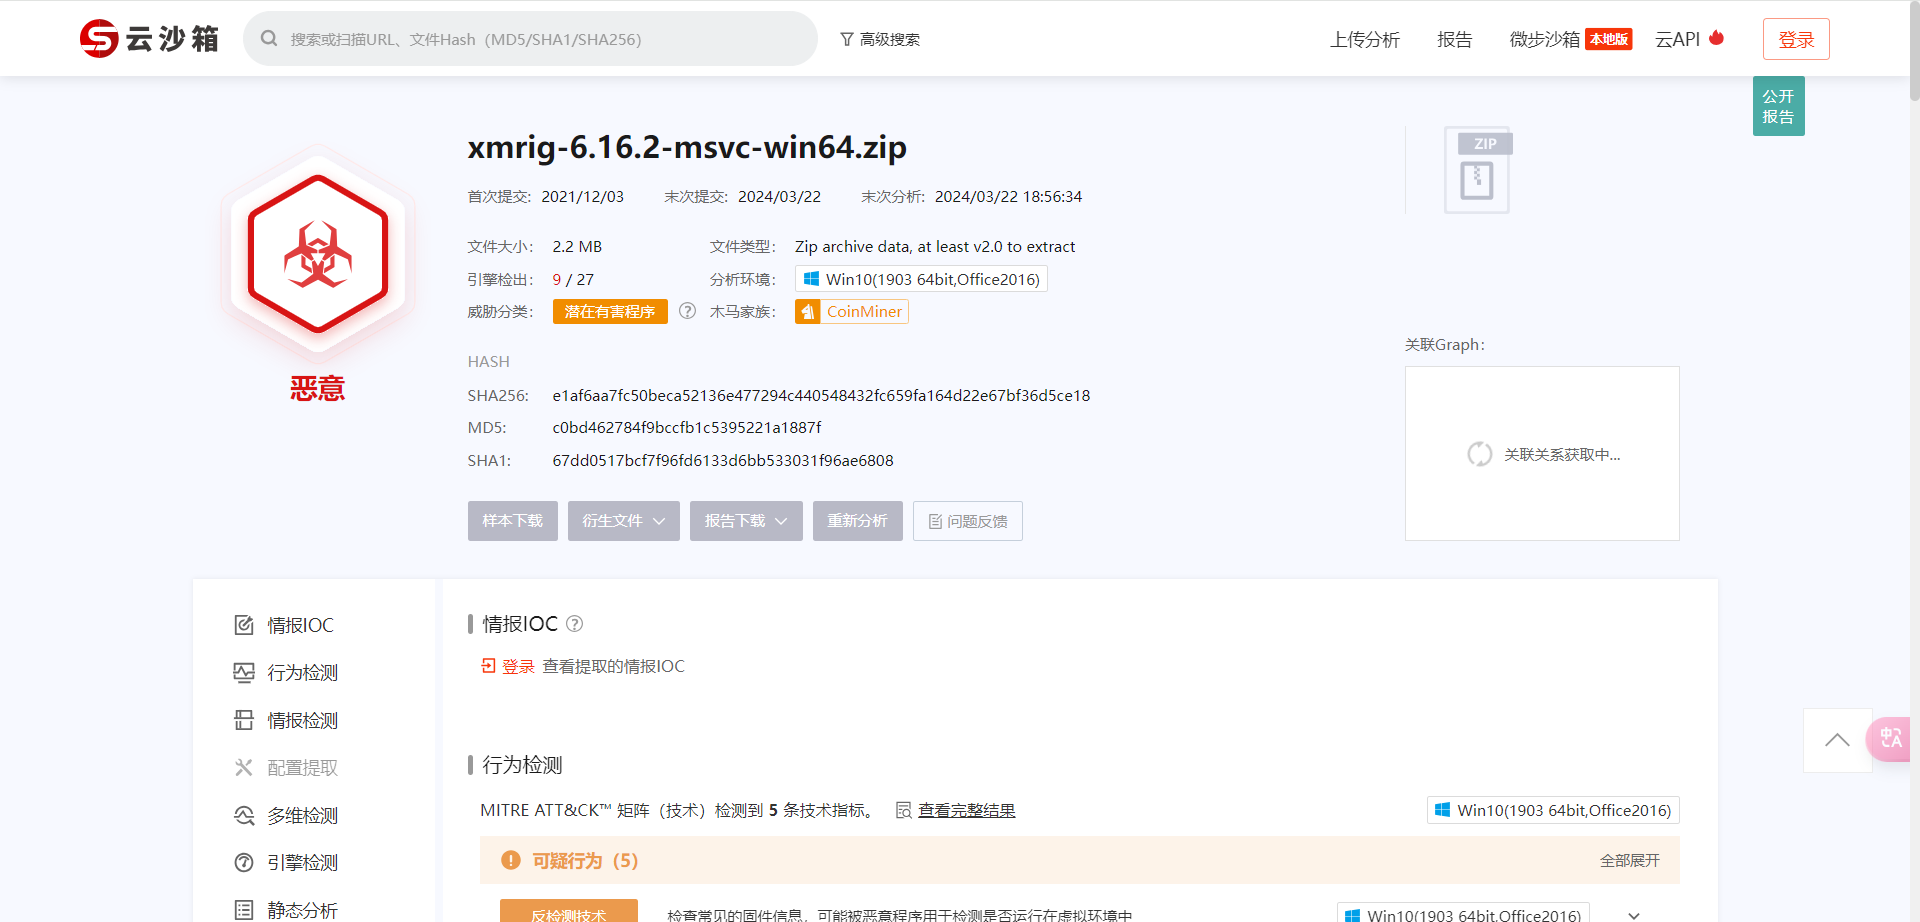 云沙箱
搜索或扫描URL、文件Hash（MD5/SHA1/SHA256）
高级搜索
上传分析
报告
微步沙箱 本地版
云API
登录
公开
报告
xmrig-6.16.2-msvc-win64.zip
ZIP
首次提交: 2021/12/03 末次提交: 2024/03/22 末次分析: 2024/03/22 18:56:34
文件大小: 2.2 MB 文件类型: Zip archive data, at least v2.0 to extract
引擎检出: 9 / 27 分析环境: Win10(1903 64bit,Office2016)
威胁分类: 潜在有害程序 ? 木马家族: CoinMiner
恶意
HASH
SHA256: e1af6aa7fc50beca52136e477294c440548432fc659fa164d22e67bf36d5ce18
MD5: c0bd462784f9bccfb1c5395221a1887f
SHA1: 67dd0517bcf7f96fd6133d6bb533031f96ae6808
关联Graph:
关联关系获取中...
样本下载 衍生文件 报告下载 重新分析 问题反馈
情报IOC
行为检测
情报检测
配置提取
多维检测
引擎检测
静态分析
情报IOC ?
登录 查看提取的情报IOC
行为检测
MITRE ATT&CK™ 矩阵（技术）检测到 5 条技术指标。 查看完整结果 Win10(1903 64bit,Office2016)
可疑行为（5） 全部展开
反检测技术 检查常见的固件信息，可能被恶意程序用于检测是否运行在虚拟环境中 Win10(1903 64bit,Office2016)
中A